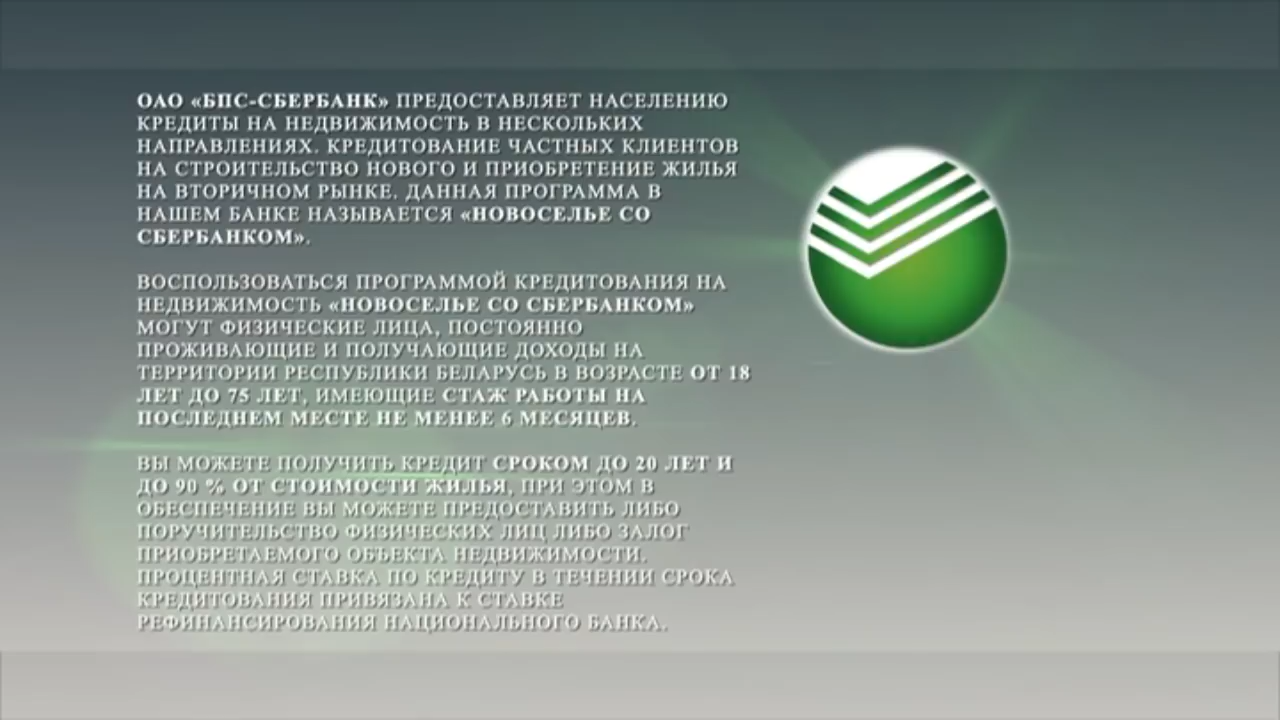 ОАО «БПС-СБЕРБАНК» ПРЕДОСТАВЛЯЕТ НАСЕЛЕНИЮ
КРЕДИТЫ НА НЕДВИЖИМОСТЬ В НЕСКОЛЬКИХ
НАПРАВЛЕНИЯХ. КРЕДИТОВАНИЕ ЧАСТНЫХ КЛИЕНТОВ
НА СТРОИТЕЛЬСТВО НОВОГО И ПРИОБРЕТЕНИЕ ЖИЛЬЯ
НА ВТОРИЧНОМ РЫНКЕ. ДАННАЯ ПРОГРАММА В
НАШЕМ БАНКЕ НАЗЫВАЕТСЯ «НОВОСЕЛЬЕ СО
СБЕРБАНКОМ».
ВОСПОЛЬЗОВАТЬСЯ ПРОГРАММОЙ КРЕДИТОВАНИЯ НА
НЕДВИЖИМОСТЬ «НОВОСЕЛЬЕ СО СБЕРБАНКОМ»
МОГУТ ФИЗИЧЕСКИЕ ЛИЦА, ПОСТОЯННО
ПРОЖИВАЮЩИЕ И ПОЛУЧАЮЩИЕ ДОХОДЫ НА
ТЕРРИТОРИИ РЕСПУБЛИКИ БЕЛАРУСЬ В ВОЗРАСТЕ ОТ 18
ЛЕТ ДО 75 ЛЕТ, ИМЕЮЩИЕ СТАЖ РАБОТЫ НА
ПОСЛЕДНЕМ МЕСТЕ НЕ МЕНЕЕ 6 МЕСЯЦЕВ.
ВЫ МОЖЕТЕ ПОЛУЧИТЬ КРЕДИТ СРОКОМ ДО 20 ЛЕТ И
ДО 90 % ОТ СТОИМОСТИ ЖИЛЬЯ, ПРИ ЭТОМ В
ОБЕСПЕЧЕНИЕ ВЫ МОЖЕТЕ ПРЕДОСТАВИТЬ ЛИБО
ПОРУЧИТЕЛЬСТВО ФИЗИЧЕСКИХ ЛИЦ ЛИБО ЗАЛОГ
ПРИОБРЕТАЕМОГО ОБЪЕКТА НЕДВИЖИМОСТИ.
ПРОЦЕНТНАЯ СТАВКА ПО КРЕДИТУ В ТЕЧЕНИИ СРОКА
КРЕДИТОВАНИЯ ПРИВЯЗАНА К СТАВКЕ
РЕФИНАНСИРОВАНИЯ НАЦИОНАЛЬНОГО БАНКА.